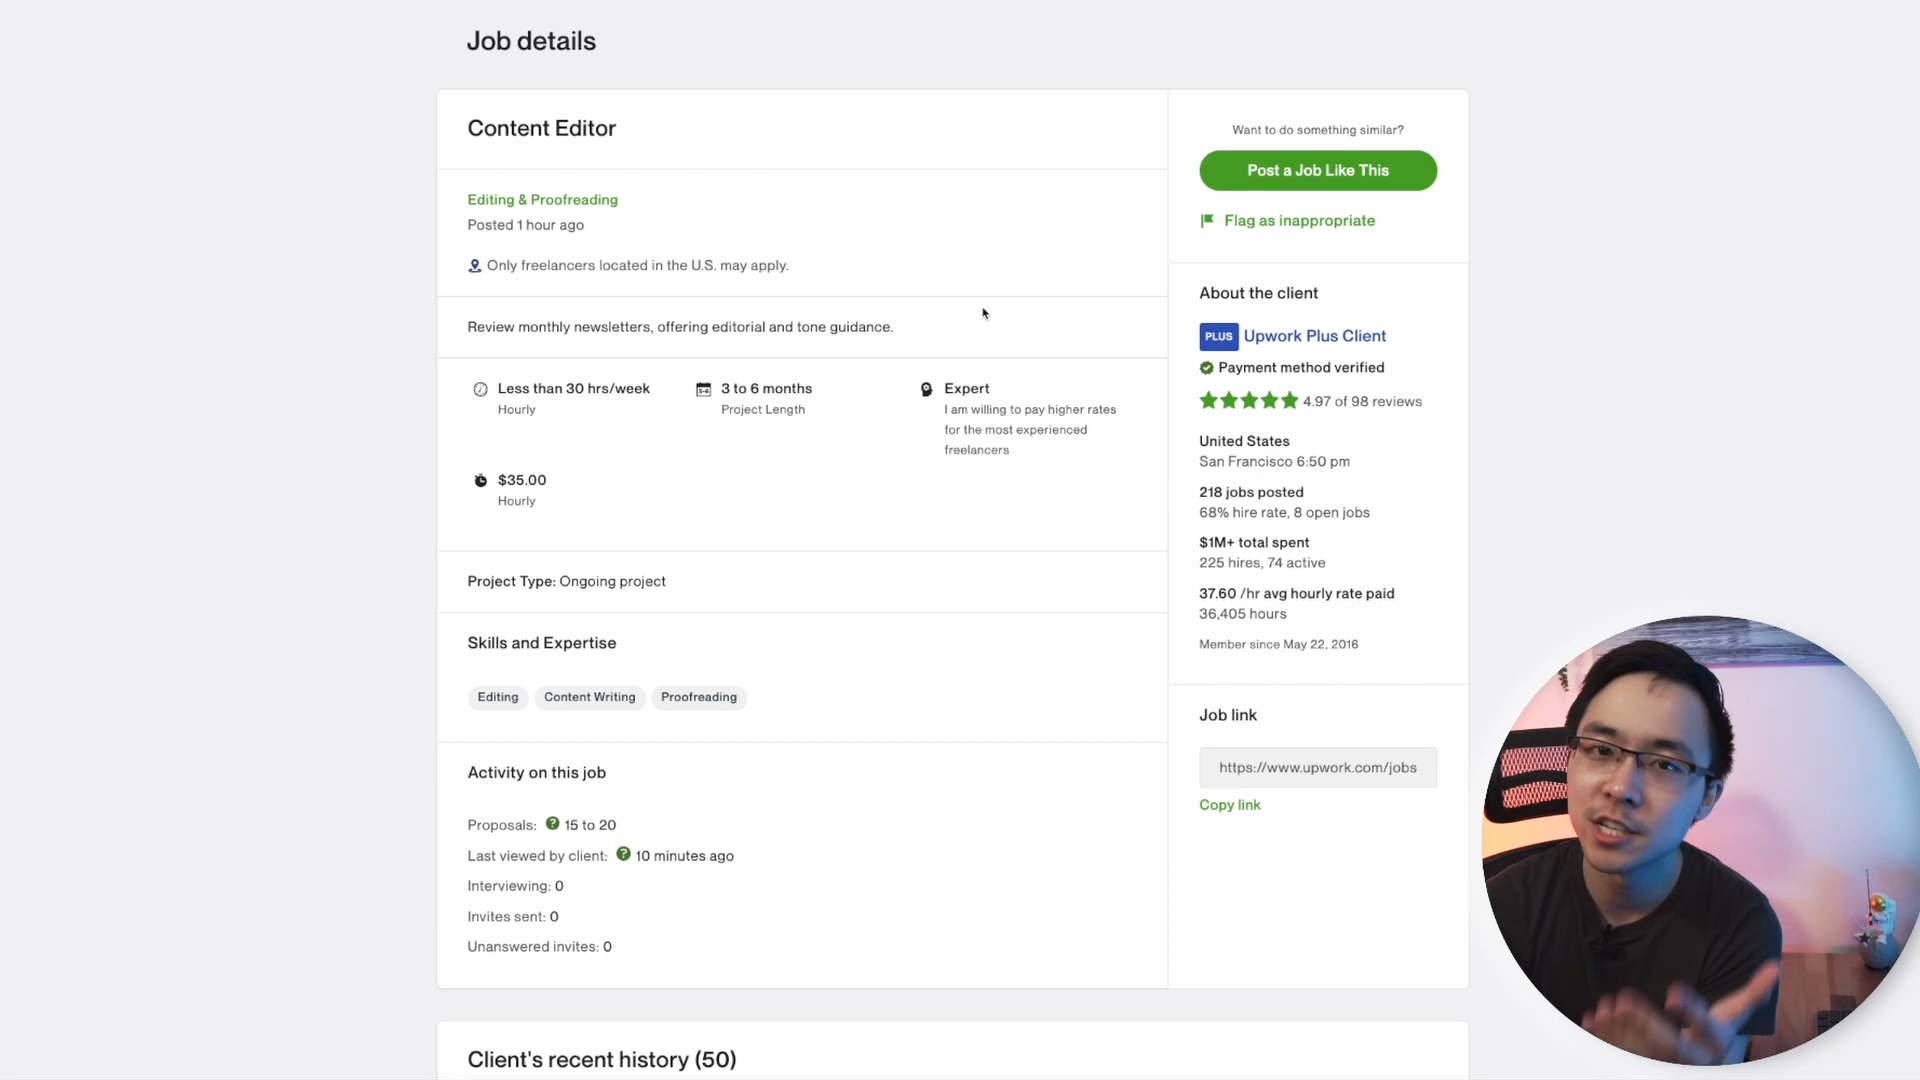 Job details
Content Editor
Editing & Proofreading
Posted 1 hour ago
Only freelancers located in the U.S. may apply.
Review monthly newsletters, offering editorial and tone guidance.
Less than 30 hrs/week
Hourly
3 to 6 months
Project Length
Expert
I am willing to pay higher rates
for the most experienced
freelancers
$35.00
Hourly
Project Type: Ongoing project
Skills and Expertise
Editing
Content Writing
Proofreading
Activity on this job
Proposals: ? 15 to 20
Last viewed by client: ? 10 minutes ago
Interviewing: 0
Invites sent: 0
Unanswered invites: 0
Client's recent history (50)
Want to do something similar?
Post a Job Like This
Flag as inappropriate
About the client
PLUS Upwork Plus Client
Payment method verified
4.97 of 98 reviews
United States
San Francisco 6:50 pm
218 jobs posted
68% hire rate, 8 open jobs
$1M+ total spent
225 hires, 74 active
37.60 /hr avg hourly rate paid
36,405 hours
Member since May 22, 2016
Job link
https://www.upwork.com/jobs
Copy link